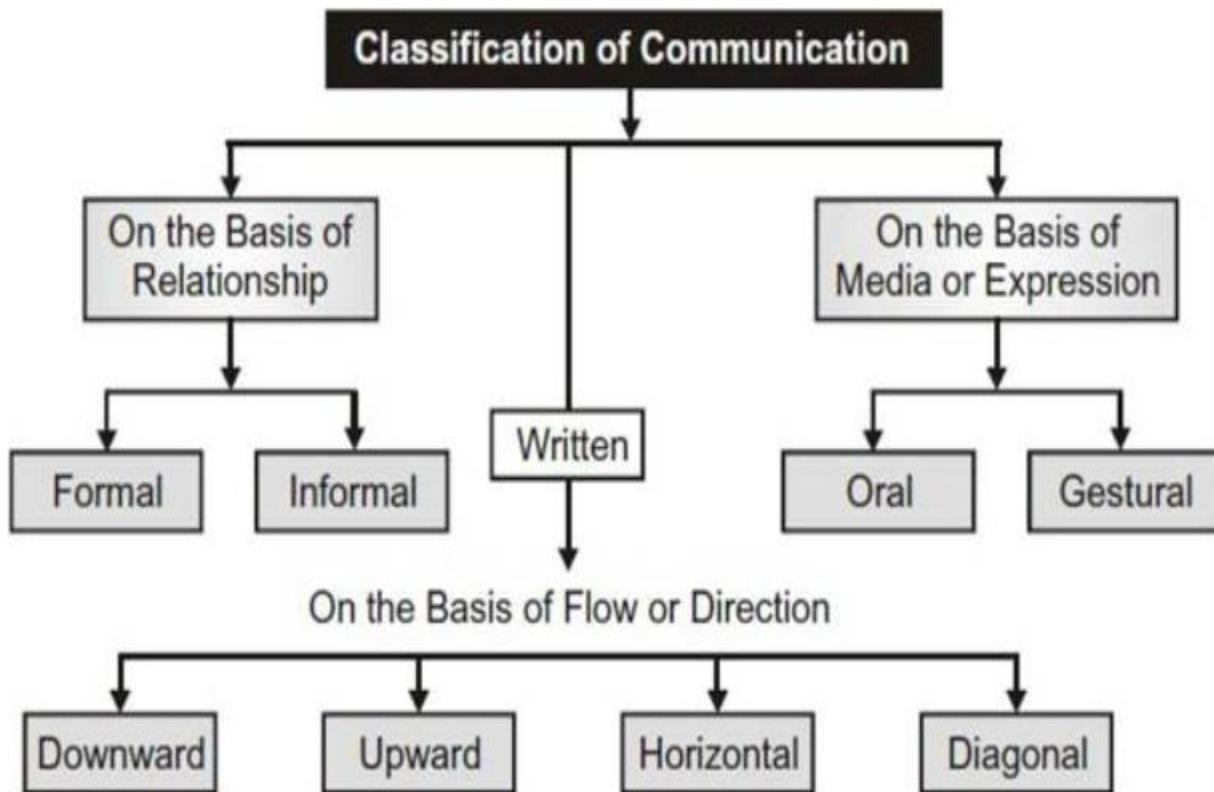 Classification of Communication
On the Basis of
Relationship
On the Basis of
Media or Expression
Formal
Informal
Written
Oral
Gestural
On the Basis of Flow or Direction
Downward
Upward
Horizontal
Diagonal